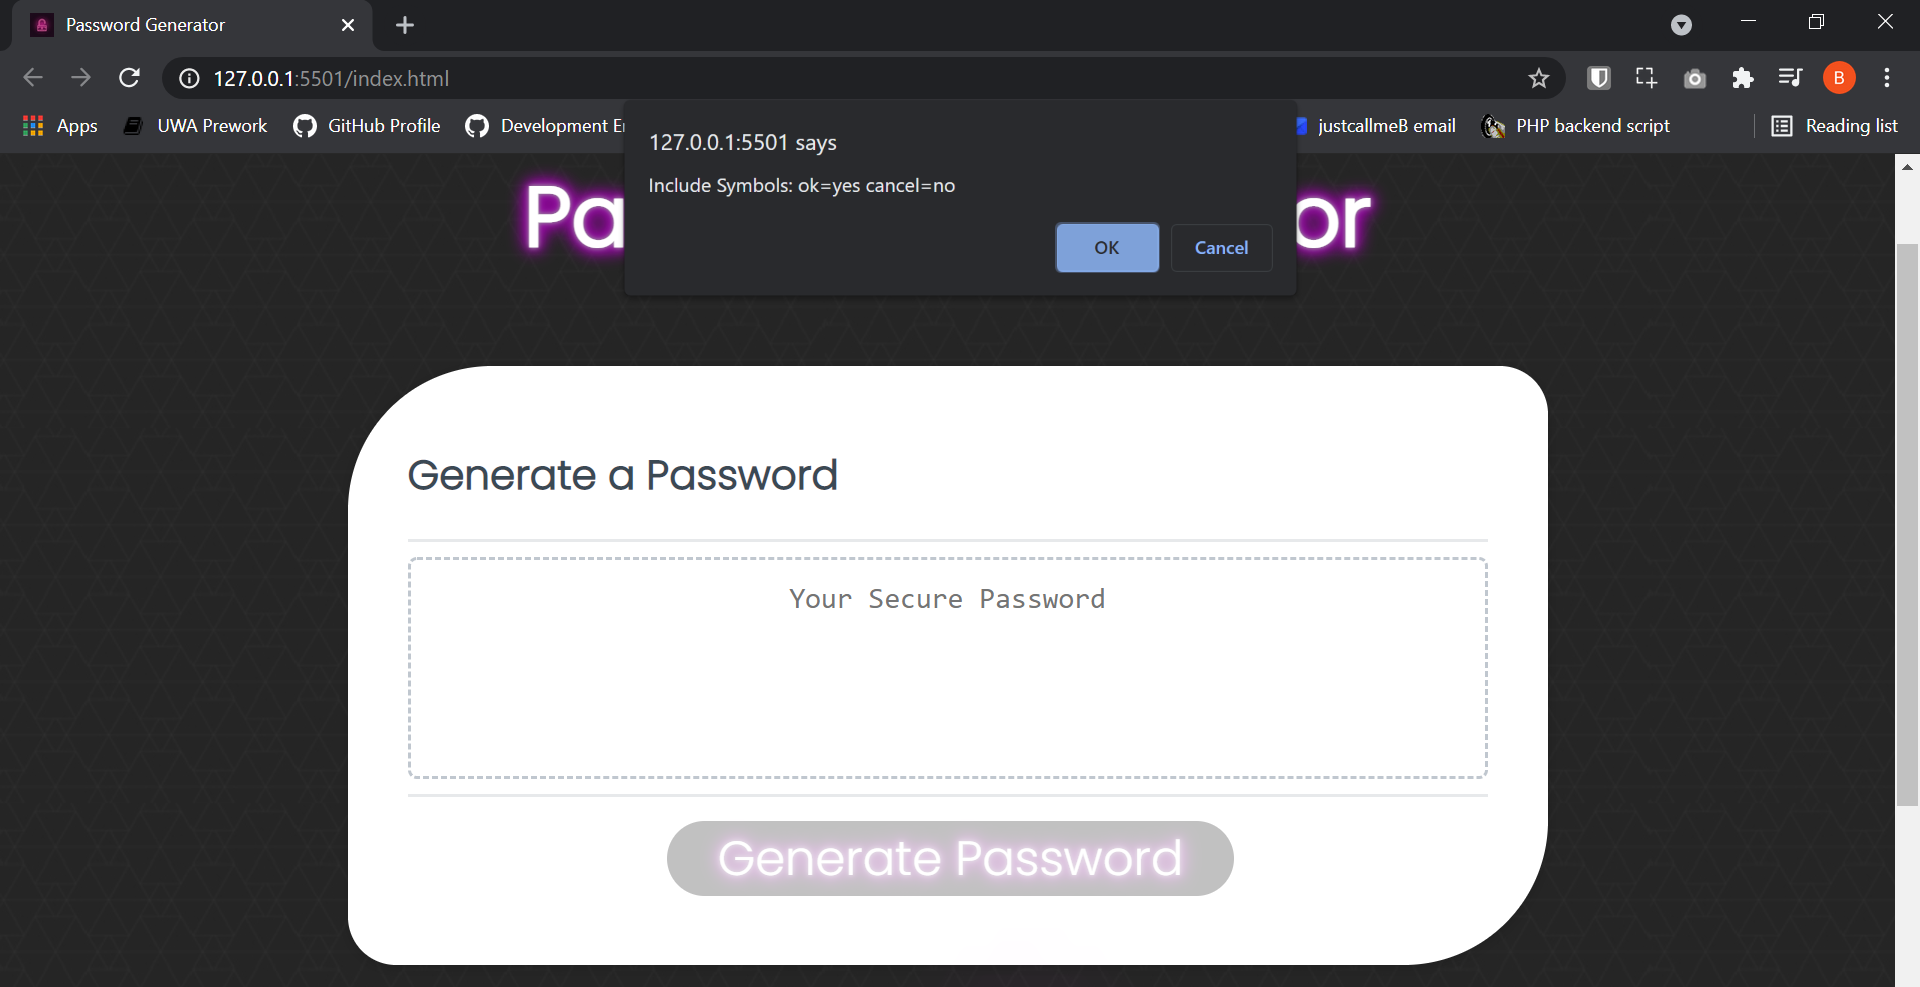 Password Generator
127.0.0.1:5501/index.html
B
Apps
UWA Prework
GitHub Profile
Development
justcallmeB email
PHP backend script
Reading list
127.0.0.1:5501 says
Include Symbols: ok=yes cancel=no
OK
Cancel
Pa
or
Generate a Password
Your Secure Password
Generate Password